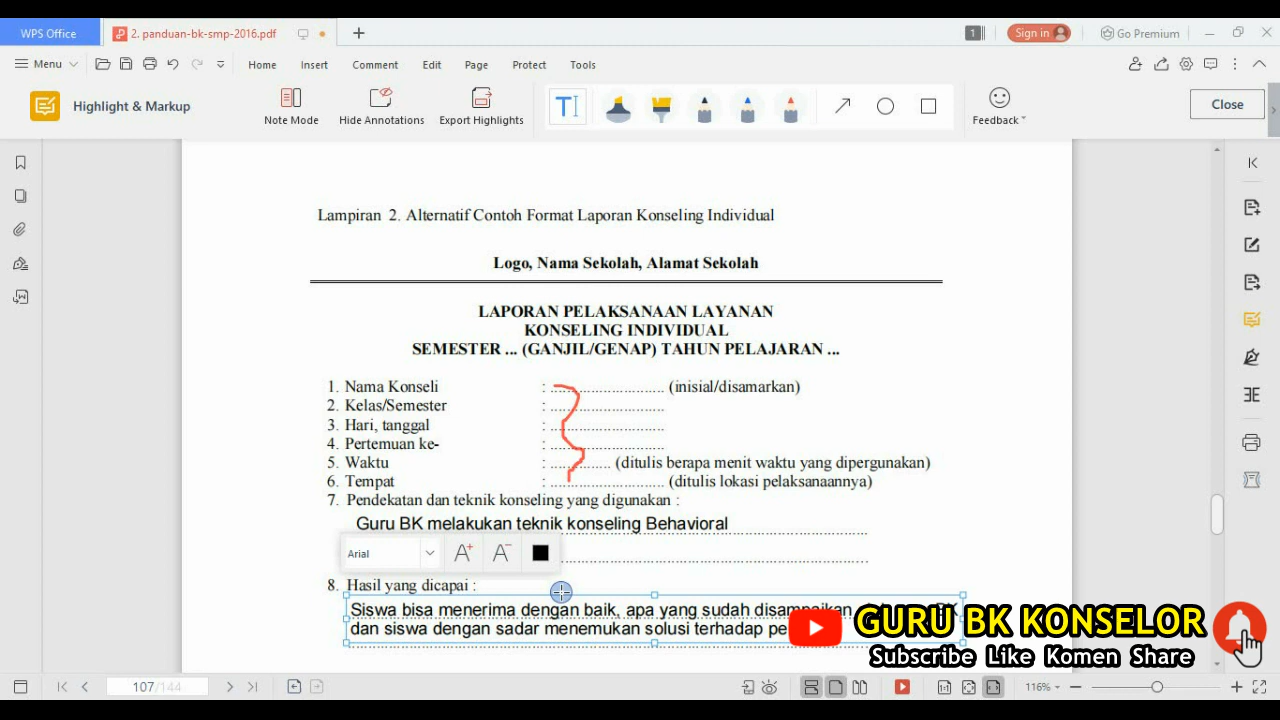 WPS Office
2. panduan-bk-smp-2016.pdf
1
Sign in
Go Premium
Menu
Home
Insert
Comment
Edit
Page
Protect
Tools
Highlight & Markup
Note Mode
Hide Annotations
Export Highlights
T
Feedback
Close
Lampiran 2. Alternatif Contoh Format Laporan Konseling Individual
Logo, Nama Sekolah, Alamat Sekolah
LAPORAN PELAKSANAAN LAYANAN
KONSELING INDIVIDUAL
SEMESTER ... (GANJIL/GENAP) TAHUN PELAJARAN ...
1. Nama Konseli : ............................ (inisial/disamarkan)
2. Kelas/Semester : ............................
3. Hari, tanggal : ............................
4. Pertemuan ke- : ............................
5. Waktu : ............... (ditulis berapa menit waktu yang dipergunakan)
6. Tempat : ............................ (ditulis lokasi pelaksanaannya)
7. Pendekatan dan teknik konseling yang digunakan :
Guru BK melakukan teknik konseling Behavioral
Arial
A+
A-
8. Hasil yang dicapai :
Siswa bisa menerima dengan baik, apa yang sudah disampaikan
dan siswa dengan sadar menemukan solusi terhadap
GURU BK KONSELOR
Subscribe Like Komen Share
107/144
1:1
116%